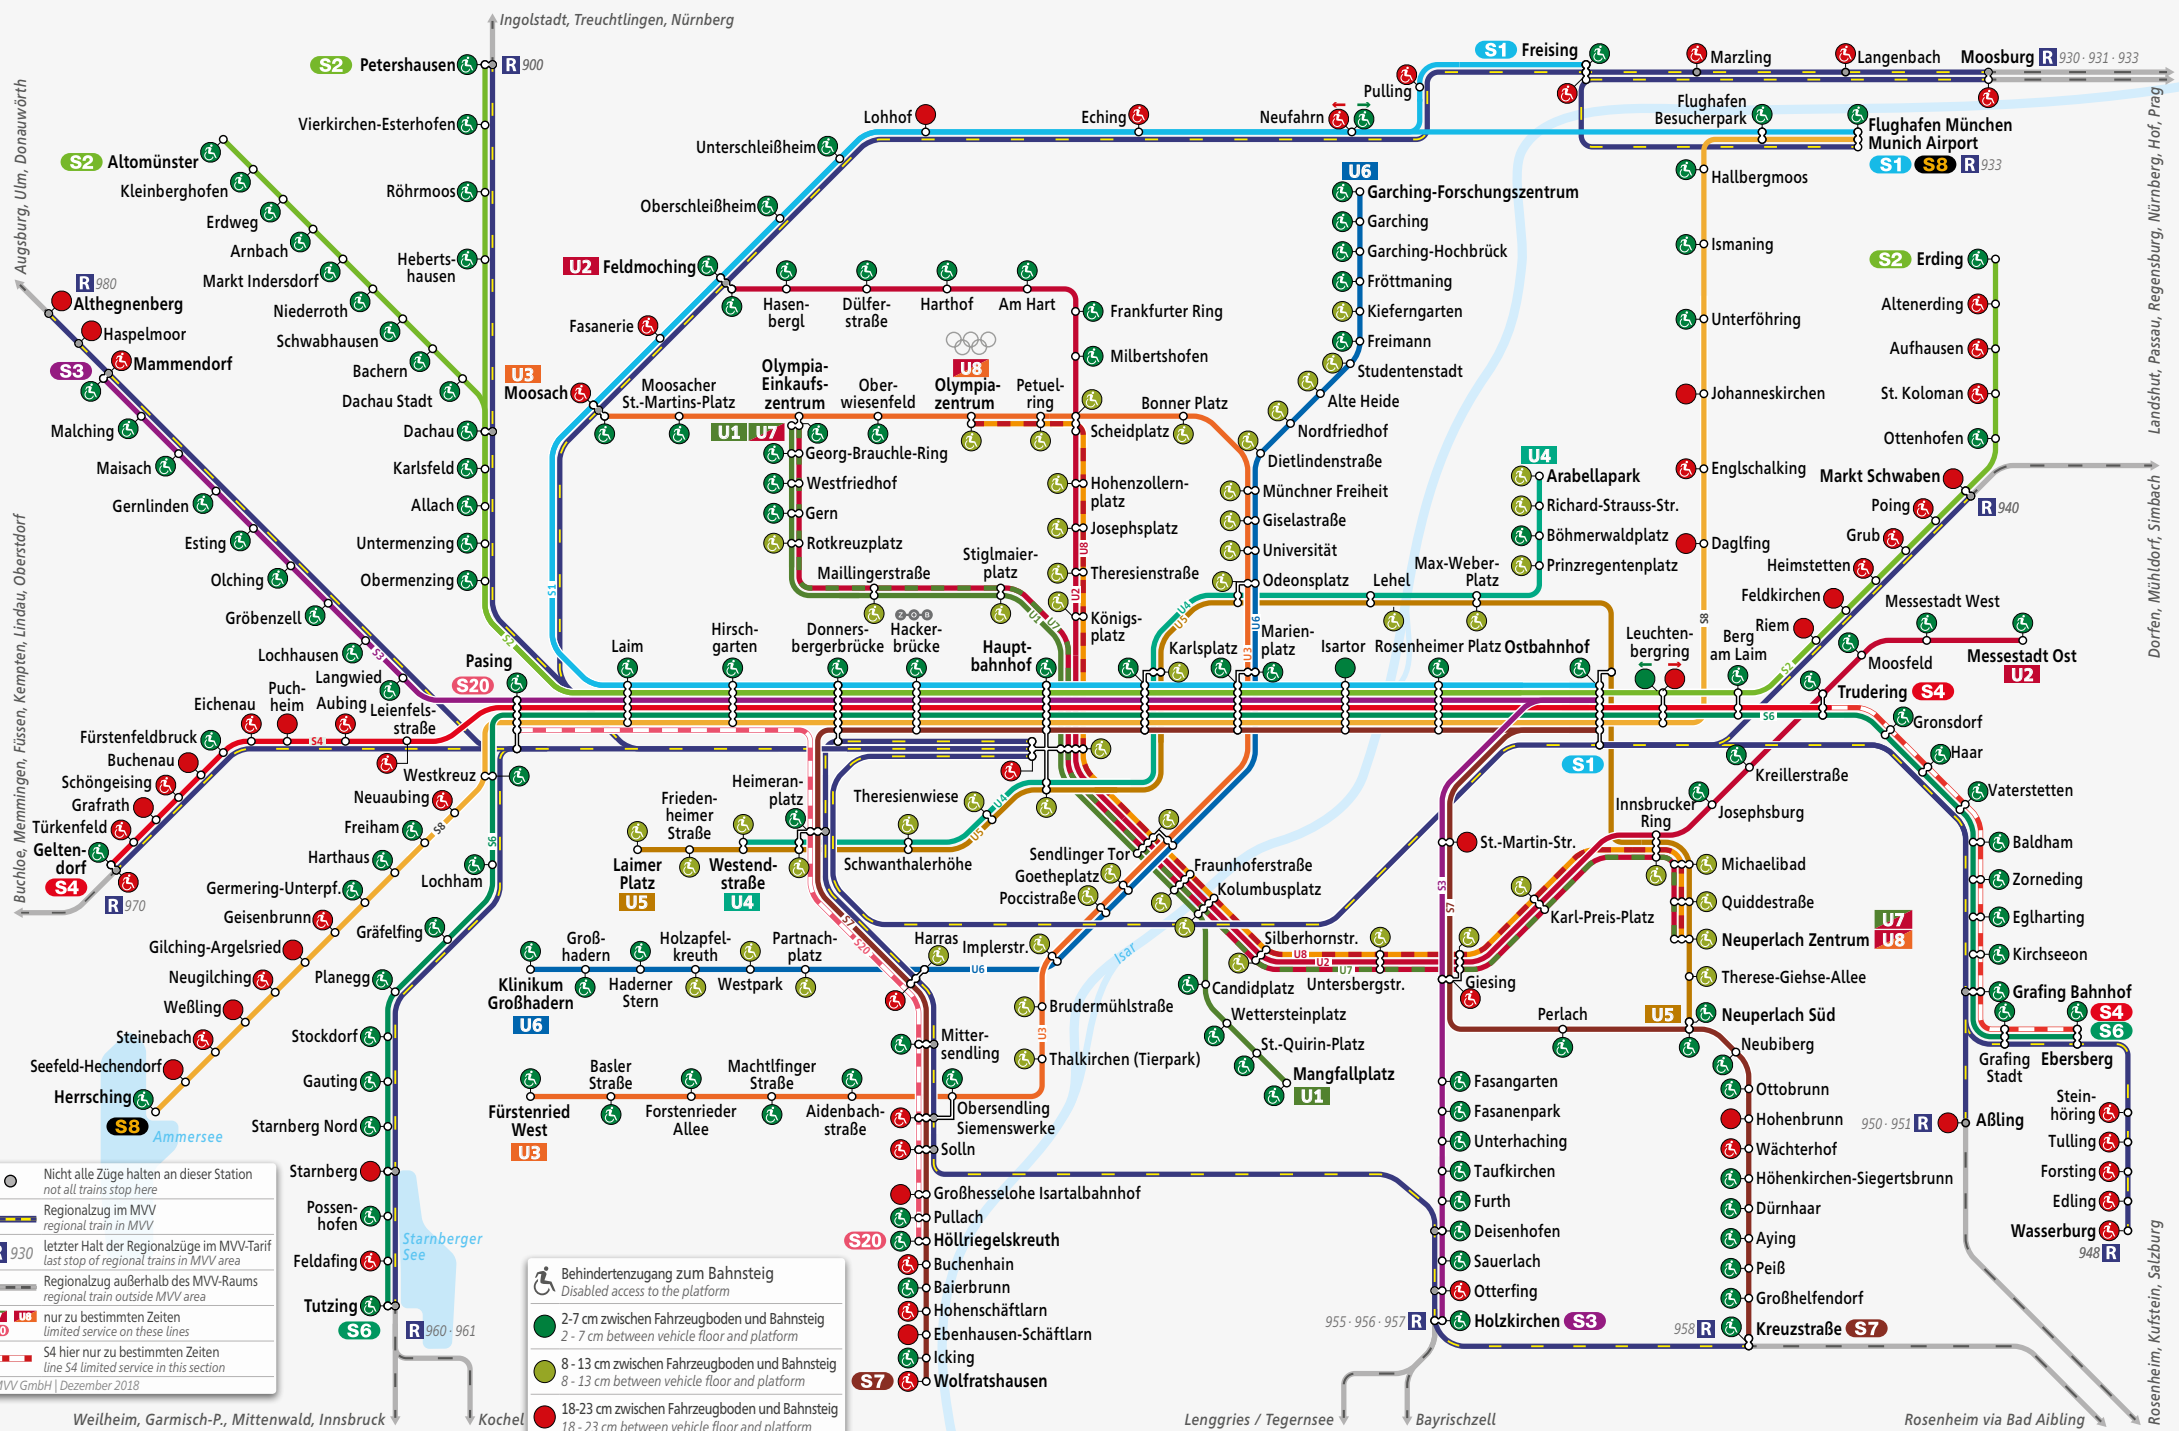 Ingolstadt, Treuchtlingen, Nürnberg
S2 Petershausen
R 900
Vierkirchen-Esterhofen
Röhrmoos
Heberts-
hausen
Dachau
Karlsfeld
Allach
Untermenzing
Obermenzing
S2 Altomünster
Kleinberghofen
Erdweg
Arnbach
Markt Indersdorf
Niederroth
Schwabhausen
Bachern
Dachau Stadt
Augsburg, Ulm, Donauwörth
R 980
Althegnenberg
Haspelmoor
S3
Mammendorf
Malching
Maisach
Gernlinden
Esting
Olching
Gröbenzell
Lochhausen
Langwied
S3
S2
S1
Buchloe, Memmingen, Füssen, Kempten, Lindau, Oberstdorf
Pasing
S20
Leienfels-
straße
Aubing
Puch-
heim
Eichenau
S4
Fürstenfeldbruck
Buchenau
Schöngeising
Grafrath
Türkenfeld
Gelten-
dorf
S4
R 970
Westkreuz
Neuaubing
Freiham
S8
S6
Harthaus
Germering-Unterpf.
Geisenbrunn
Gilching-Argelsried
Neugilching
Weßling
Steinebach
Seefeld-Hechendorf
Herrsching
S8
Ammersee
Lochham
Gräfelfing
Planegg
Stockdorf
Gauting
Starnberg Nord
Starnberg
Possen-
hofen
Feldafing
Tutzing
S6
R 960 · 961
Starnberger
See
Weilheim, Garmisch-P., Mittenwald, Innsbruck
Kochel
S1 Freising
Pulling
Neufahrn
Eching
Lohhof
Unterschleißheim
Oberschleißheim
U2 Feldmoching
Fasanerie
U3
Moosach
Marzling
Langenbach
Moosburg R 930 · 931 · 933
Flughafen
Besucherpark
Flughafen München
Munich Airport
S1 S8 R 933
Hallbergmoos
Ismaning
Unterföhring
Johanneskirchen
Englschalking
Daglfing
S8
Landshut, Passau, Regensburg, Nürnberg, Hof, Prag
Dorfen, Mühldorf, Simbach
S2 Erding
Altenerding
Aufhausen
St. Koloman
Ottenhofen
Markt Schwaben
R 940
Poing
Grub
Heimstetten
Feldkirchen
Riem
S2
Hasen-
bergl
Dülfer-
straße
Harthof
Am Hart
Frankfurter Ring
Milbertshofen
Moosacher
St.-Martins-Platz
Olympia-
Einkaufs-
zentrum
U1 U7
Ober-
wiesenfeld
U8
Olympia-
zentrum
Petuel-
ring
Scheidplatz
Bonner Platz
Georg-Brauchle-Ring
Westfriedhof
Gern
Rotkreuzplatz
Maillingerstraße
Stiglmaier-
platz
U1
U7
Hohenzollern-
platz
Josephsplatz
U8
Theresienstraße
U2
Königs-
platz
U6
Garching-Forschungszentrum
Garching
Garching-Hochbrück
Fröttmaning
Kieferngarten
Freimann
Studentenstadt
Alte Heide
Nordfriedhof
Dietlindenstraße
Münchner Freiheit
Giselastraße
Universität
Odeonsplatz
U6
U3
U4
U5
Lehel
Max-Weber-
Platz
U4
Arabellapark
Richard-Strauss-Str.
Böhmerwaldplatz
Prinzregentenplatz
Laim
Hirsch-
garten
Donners-
bergerbrücke
Z O B
Hacker-
brücke
Haupt-
bahnhof
Karlsplatz
Marien-
platz
Isartor
Rosenheimer Platz
Ostbahnhof
S1
Leuchten-
bergring
Berg
am Laim
S6
Trudering S4
Moosfeld
Messestadt West
Messestadt Ost
U2
Gronsdorf
Haar
Vaterstetten
Baldham
Zorneding
Eglharting
Kirchseeon
Grafing Bahnhof
Grafing
Stadt
Ebersberg
S4
S6
Stein-
höring
Tulling
Forsting
Edling
Wasserburg
948 R
950 · 951 R
Aßling
Kreillerstraße
Josephsburg
Innsbrucker
Ring
Michaelibad
Quiddestraße
Neuperlach Zentrum
U7
U8
Therese-Giehse-Allee
U5
Neuperlach Süd
Karl-Preis-Platz
St.-Martin-Str.
S3
S7
Giesing
Perlach
Neubiberg
Ottobrunn
Hohenbrunn
Wächterhof
Höhenkirchen-Siegertsbrunn
Dürnhaar
Aying
Peiß
Großhelfendorf
958 R Kreuzstraße S7
Fasangarten
Fasanenpark
Unterhaching
Taufkirchen
Furth
Deisenhofen
Sauerlach
Otterfing
955 · 956 · 957 R Holzkirchen S3
Lenggries / Tegernsee
Bayrischzell
Rosenheim via Bad Aibling
Rosenheim, Kufstein, Salzburg
Heimeran-
platz
Frieden-
heimer
Straße
Laimer
Platz
U5
Westend-
straße
U4
Schwanthalerhöhe
Theresienwiese
U4
U5
Sendlinger Tor
Goetheplatz
Poccistraße
Fraunhoferstraße
Kolumbusplatz
Isar
Silberhornstr.
U8
U2
U7
Untersbergstr.
Candidplatz
Wettersteinplatz
St.-Quirin-Platz
Mangfallplatz
U1
S7
S20
Harras
Implerstr.
U6
Klinikum
Großhadern
U6
Groß-
hadern
Haderner
Stern
Holzapfel-
kreuth
Westpark
Partnach-
platz
Brudermühlstraße
U3
Thalkirchen (Tierpark)
Fürstenried
West
U3
Basler
Straße
Forstenrieder
Allee
Machtlfinger
Straße
Aidenbach-
straße
Mitter-
sendling
Obersendling
Siemenswerke
Solln
Großhesselohe Isartalbahnhof
Pullach
S20 Höllriegelskreuth
Buchenhain
Baierbrunn
Hohenschäftlarn
Ebenhausen-Schäftlarn
Icking
S7 Wolfratshausen
Nicht alle Züge halten an dieser Station
not all trains stop here
Regionalzug im MVV
regional train in MVV
R 930 letzter Halt der Regionalzüge im MVV-Tarif
last stop of regional trains in MVV area
Regionalzug außerhalb des MVV-Raums
regional train outside MVV area
U8 nur zu bestimmten Zeiten
limited service on these lines
S4 hier nur zu bestimmten Zeiten
line S4 limited service in this section
MVV GmbH | Dezember 2018
Behindertenzugang zum Bahnsteig
Disabled access to the platform
2-7 cm zwischen Fahrzeugboden und Bahnsteig
2 - 7 cm between vehicle floor and platform
8 - 13 cm zwischen Fahrzeugboden und Bahnsteig
8 - 13 cm between vehicle floor and platform
18-23 cm zwischen Fahrzeugboden und Bahnsteig
18 - 23 cm between vehicle floor and platform